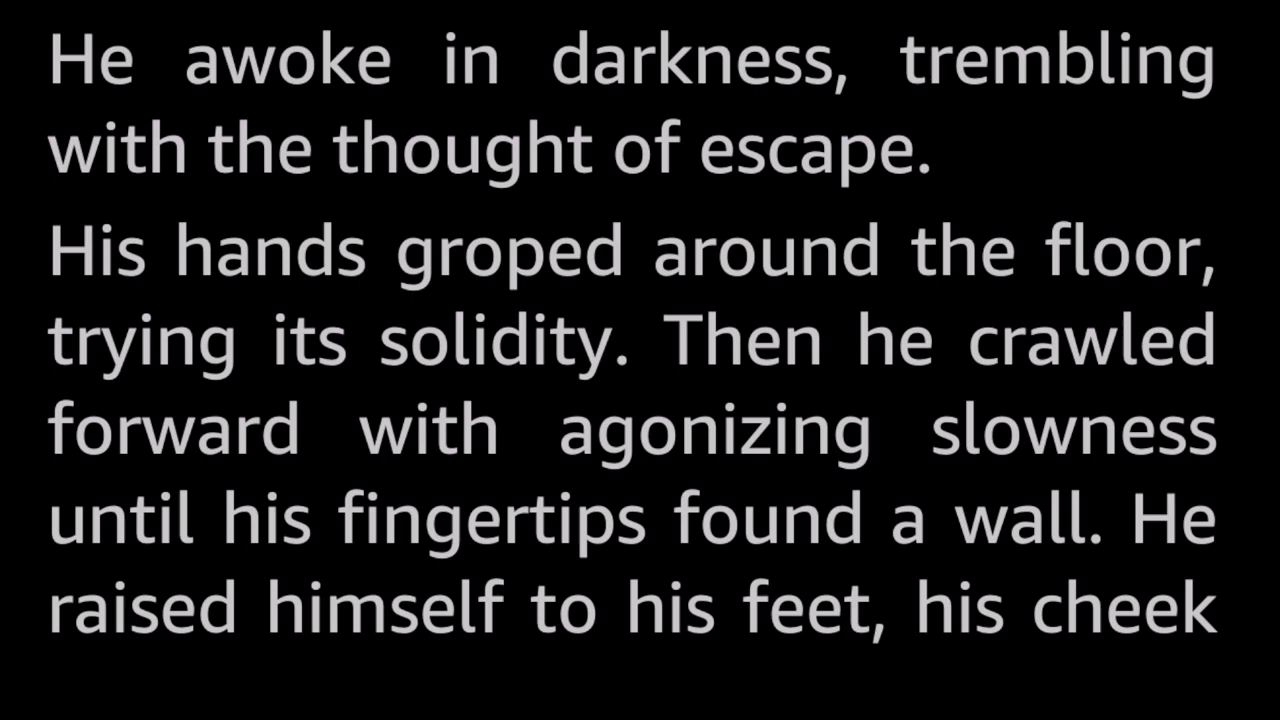 He awoke in darkness, trembling
with the thought of escape.
His hands groped around the floor,
trying its solidity. Then he crawled
forward with agonizing slowness
until his fingertips found a wall. He
raised himself to his feet, his cheek